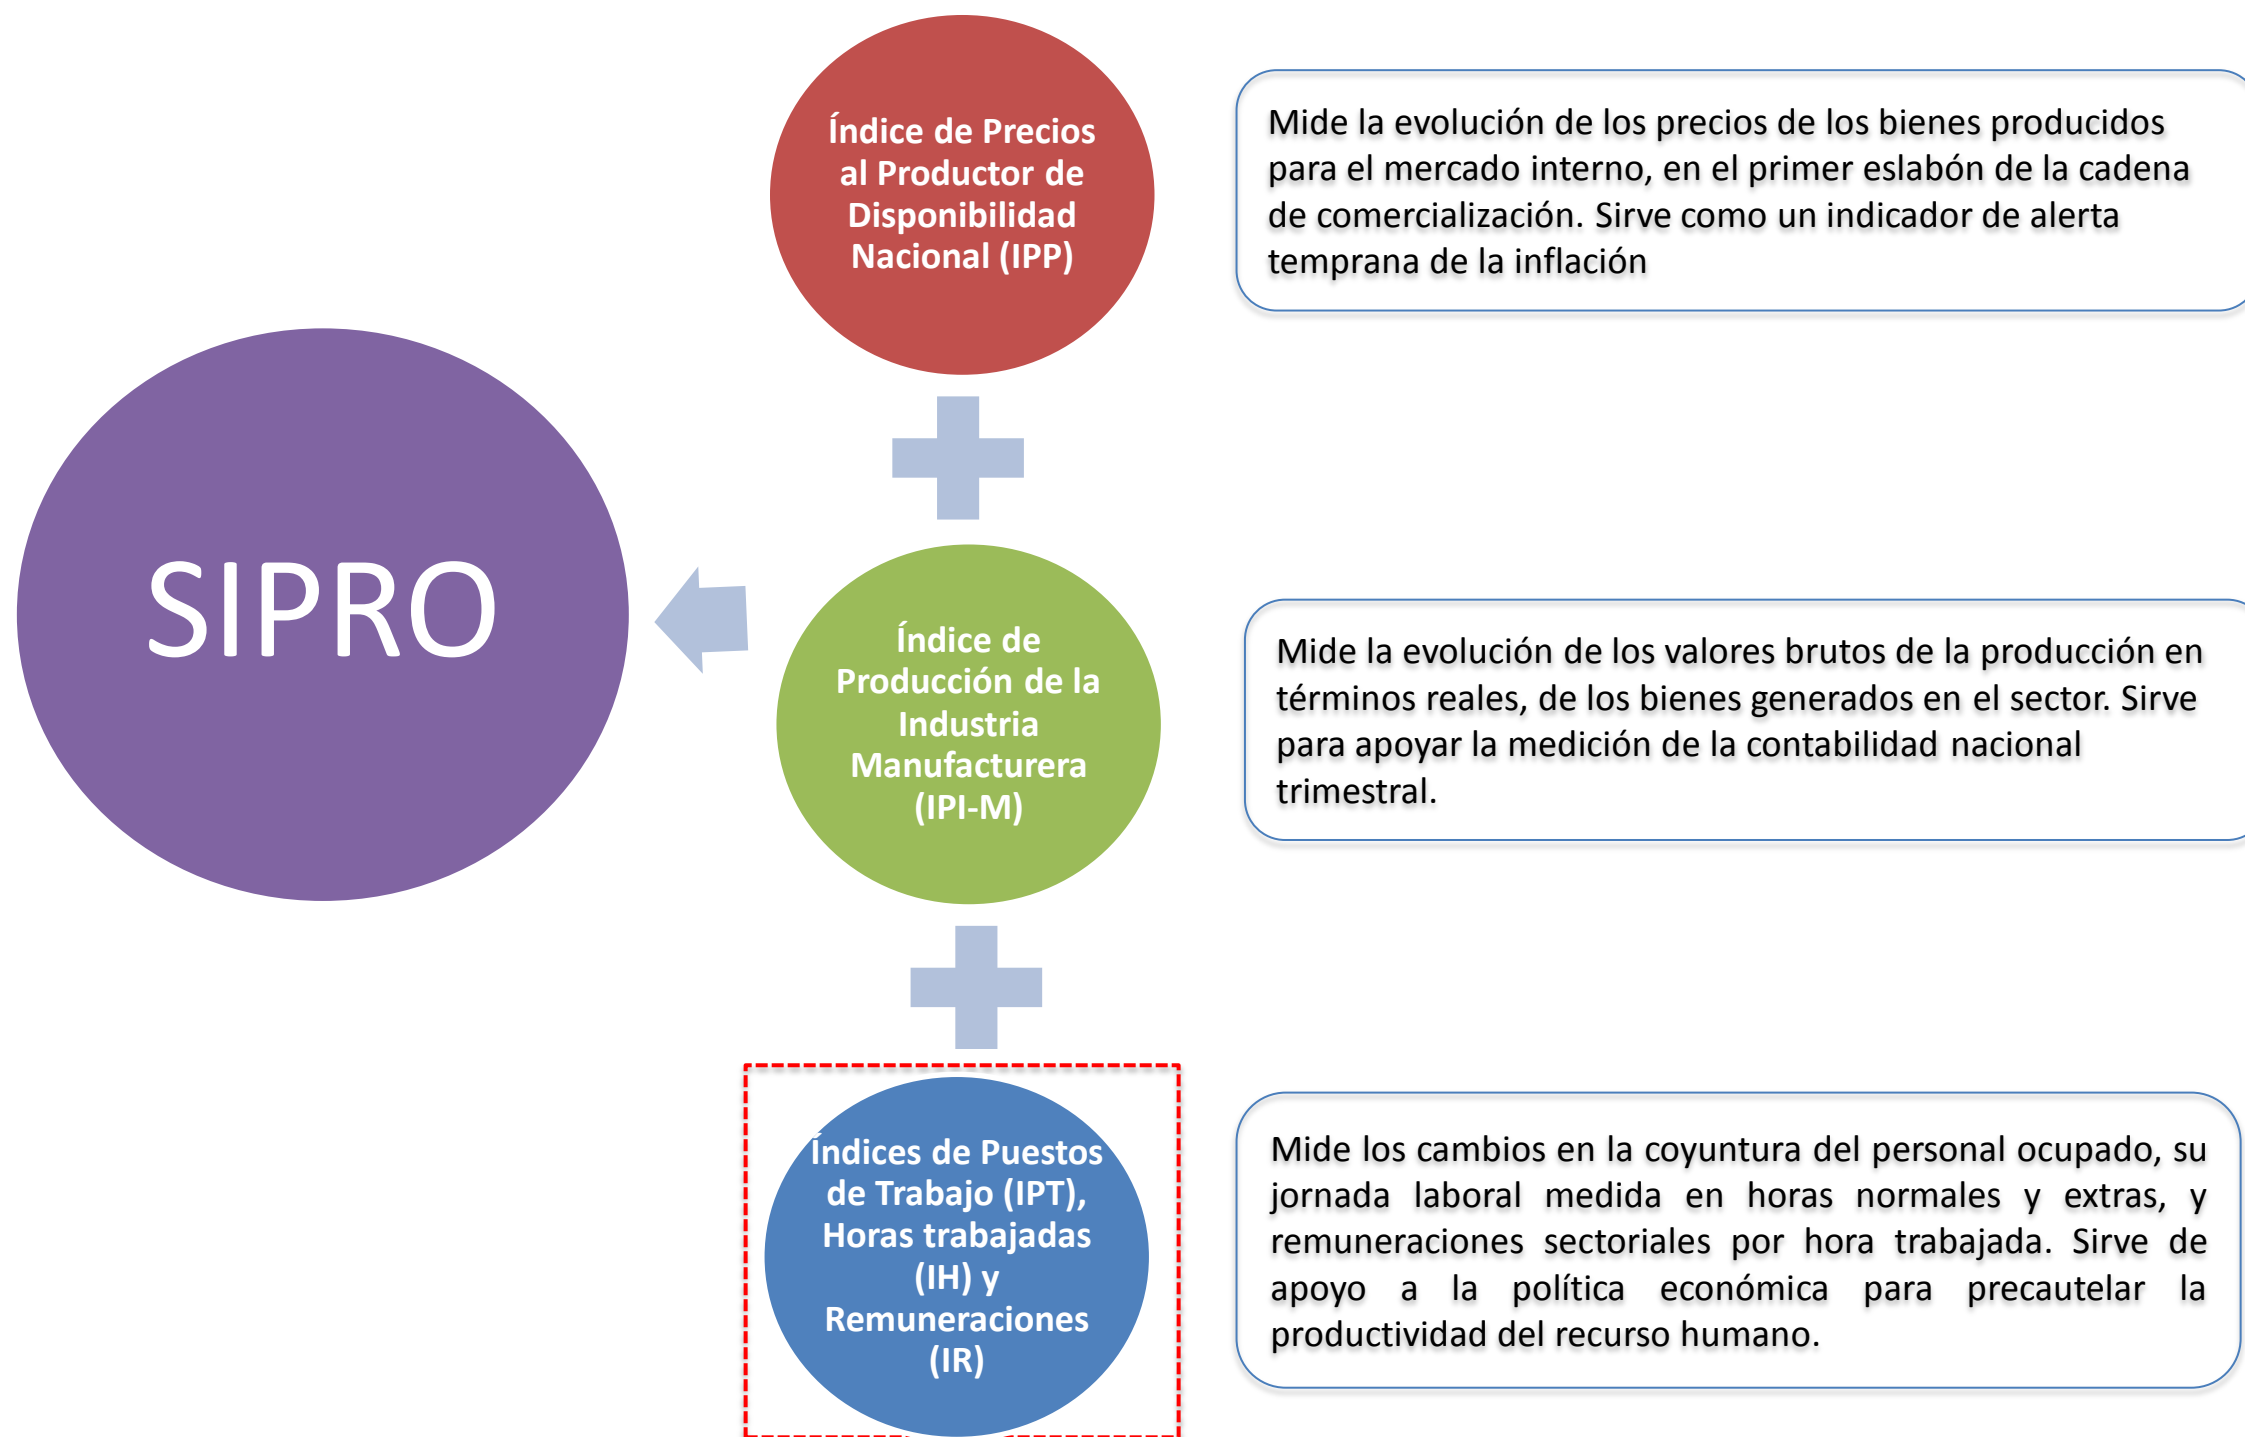 Índice de Precios
al Productor de
Disponibilidad
Nacional (IPP)
Mide la evolución de los precios de los bienes producidos
para el mercado interno, en el primer eslabón de la cadena
de comercialización. Sirve como un indicador de alerta
temprana de la inflación
SIPRO
Índice de
Producción de la
Industria
Manufacturera
(IPI-M)
Mide la evolución de los valores brutos de la producción en
términos reales, de los bienes generados en el sector. Sirve
para apoyar la medición de la contabilidad nacional
trimestral.
Índices de Puestos
de Trabajo (IPT),
Horas trabajadas
(IH) y
Remuneraciones
(IR)
Mide los cambios en la coyuntura del personal ocupado, su
jornada laboral medida en horas normales y extras, y
remuneraciones sectoriales por hora trabajada. Sirve de
apoyo a la política económica para precautelar la
productividad del recurso humano.